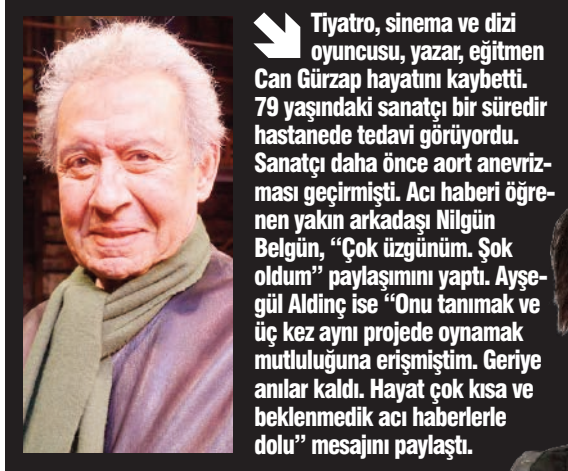 Tiyatro, sinema ve dizi
oyuncusu, yazar, eğitmen
Can Gürzap hayatını kaybetti.
79 yaşındaki sanatçı bir süredir
hastanede tedavi görüyordu.
Sanatçı daha önce aort anevriz-
ması geçirmişti. Acı haberi öğre-
nen yakın arkadaşı Nilgün
Belgün, “Çok üzgünüm. Şok
oldum” paylaşımını yaptı. Ayşe-
gül Aldinç ise “Onu tanımak ve
üç kez aynı projede oynamak
mutluluğuna erişmiştim. Geriye
anılar kaldı. Hayat çok kısa ve
beklenmedik acı haberlerle
dolu” mesajını paylaştı.